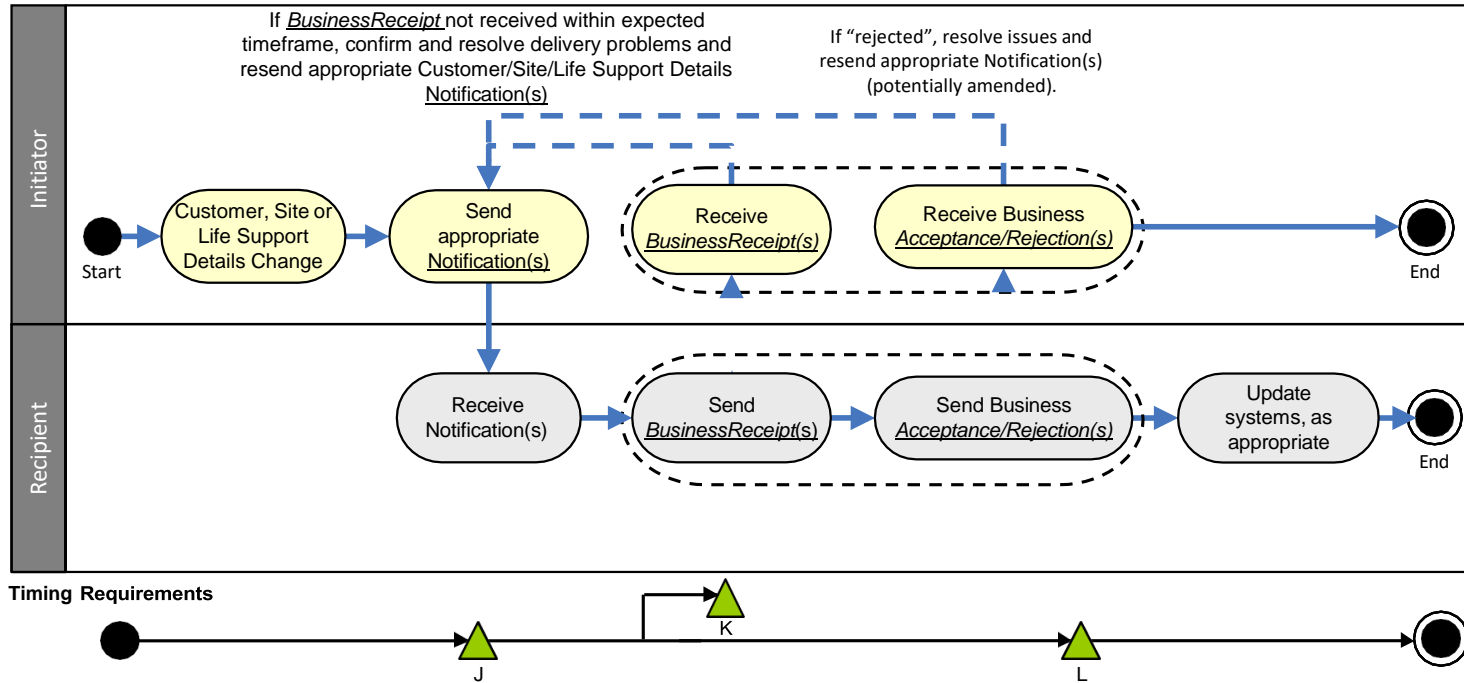 If BusinessReceipt not received within expected
timeframe, confirm and resolve delivery problems and
resend appropriate Customer/Site/Life Support Details
Notification(s)
If “rejected”, resolve issues and
resend appropriate Notification(s)
(potentially amended).
Initiator
Start
Customer, Site or
Life Support
Details Change
Send
appropriate
Notification(s)
Receive
BusinessReceipt(s)
Receive Business
Acceptance/Rejection(s)
End
Recipient
Receive
Notification(s)
Send
BusinessReceipt(s)
Send Business
Acceptance/Rejection(s)
Update
systems, as
appropriate
End
Timing Requirements
J
K
L